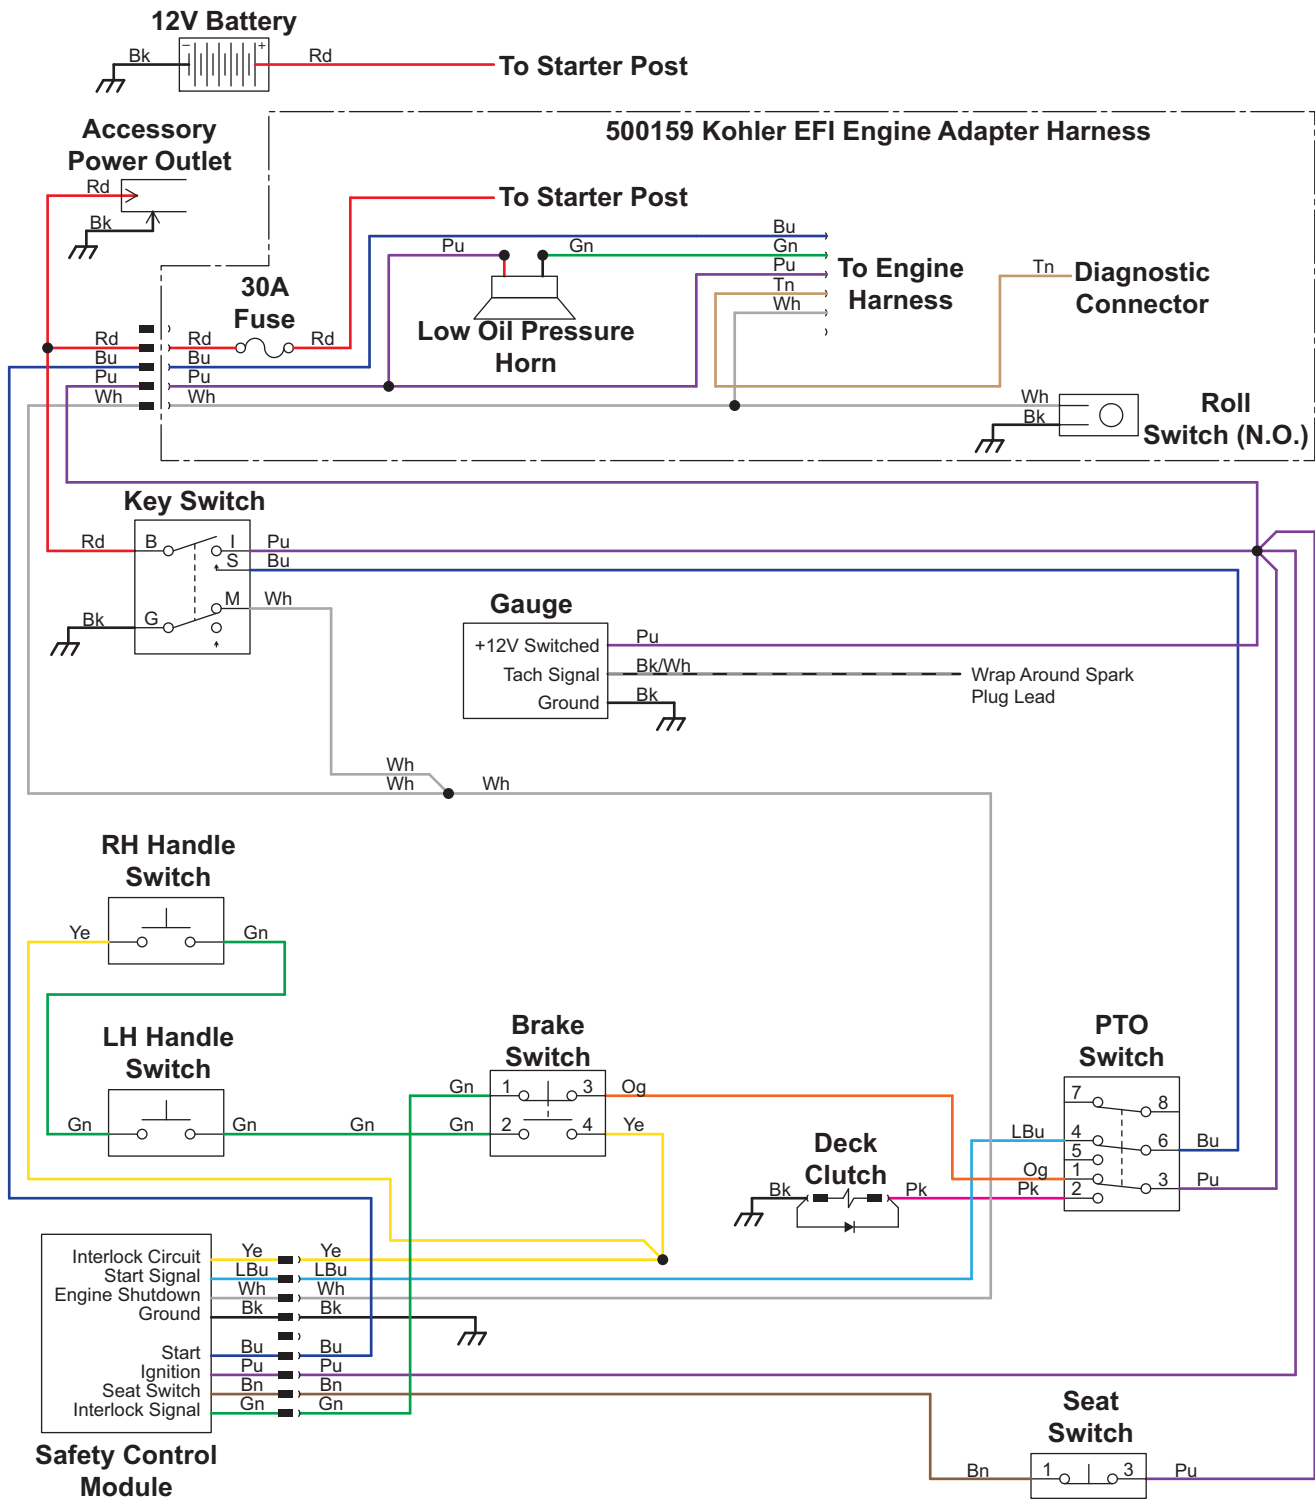 12V Battery
− +
Bk
Rd
To Starter Post
500159 Kohler EFI Engine Adapter Harness
Accessory
Power Outlet
Rd
Bk
To Starter Post
Pu
Gn
Bu
Gn
Pu
Tn
Wh
To Engine
Harness
Tn
Diagnostic
Connector
Low Oil Pressure
Horn
30A
Fuse
Rd Rd Rd
Bu Bu
Pu Pu
Wh Wh
Wh
Bk
Roll
Switch (N.O.)
Key Switch
Rd B I Pu
S Bu
M Wh
Bk G
Gauge
+12V Switched Pu
Tach Signal Bk/Wh
Ground Bk
Wrap Around Spark
Plug Lead
Wh
Wh Wh
RH Handle
Switch
Ye Gn
LH Handle
Switch
Gn Gn Gn Gn
Brake
Switch
Gn 1 3 Og
2 4 Ye
PTO
Switch
7 8
LBu 4 6 Bu
5
Og 1 3 Pu
Pk 2
Deck
Clutch
Bk Pk
Interlock Circuit Ye Ye
Start Signal LBu LBu
Engine Shutdown Wh Wh
Ground Bk Bk
Start Bu Bu
Ignition Pu Pu
Seat Switch Bn Bn
Interlock Signal Gn Gn
Safety Control
Module
Seat
Switch
Bn 1 3 Pu